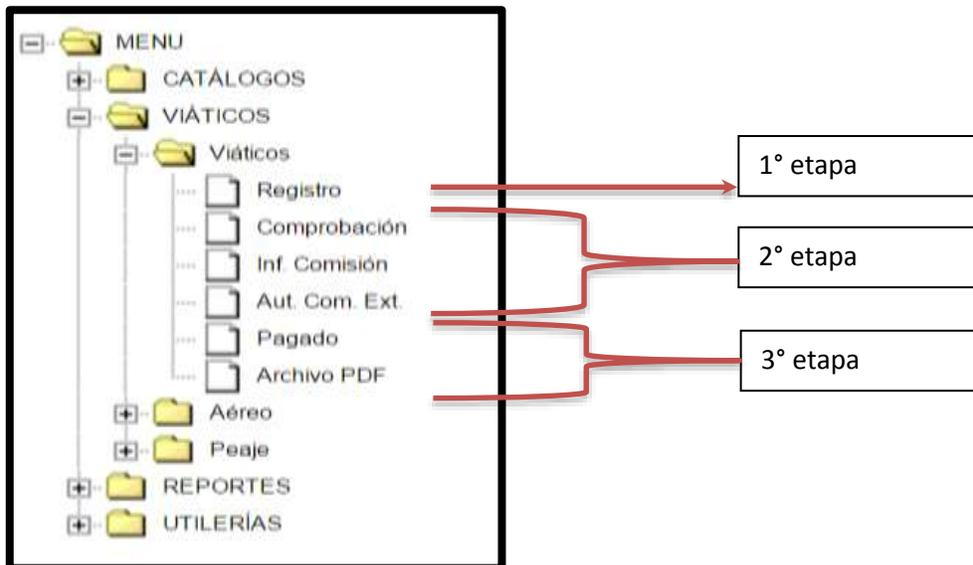 MENU
CATÁLOGOS
VIÁTICOS
Viáticos
Registro
Comprobación
Inf. Comisión
Aut. Com. Ext.
Pagado
Archivo PDF
Aéreo
Peaje
REPORTES
UTILERÍAS
1° etapa
2° etapa
3° etapa